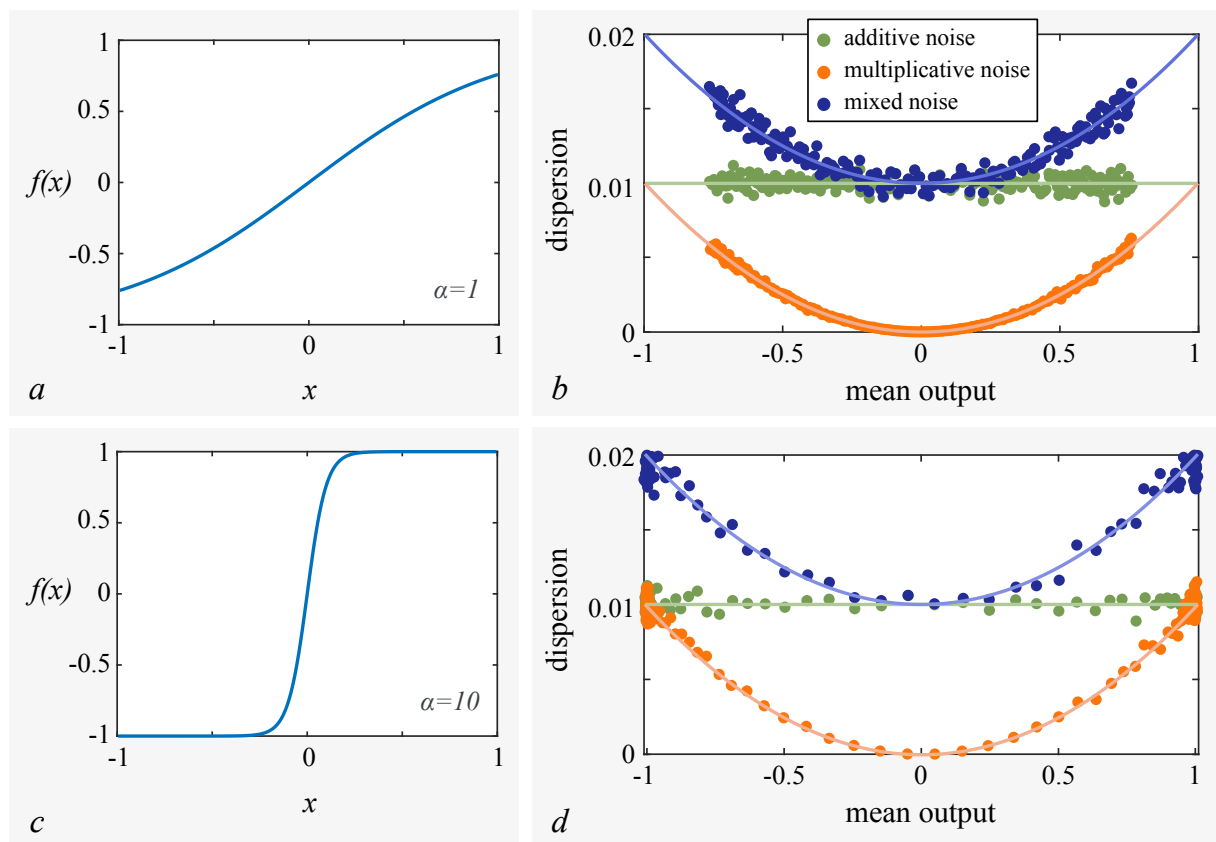 1
0.5
f(x)
0
-0.5
-1
-1
0
1
α=1
x
a
0.02
additive noise
multiplicative noise
mixed noise
dispersion
0.01
0
-1
-0.5
0
0.5
1
mean output
b
1
0.5
f(x)
0
-0.5
-1
-1
0
1
α=10
x
c
0.02
dispersion
0.01
0
-1
-0.5
0
0.5
1
mean output
d